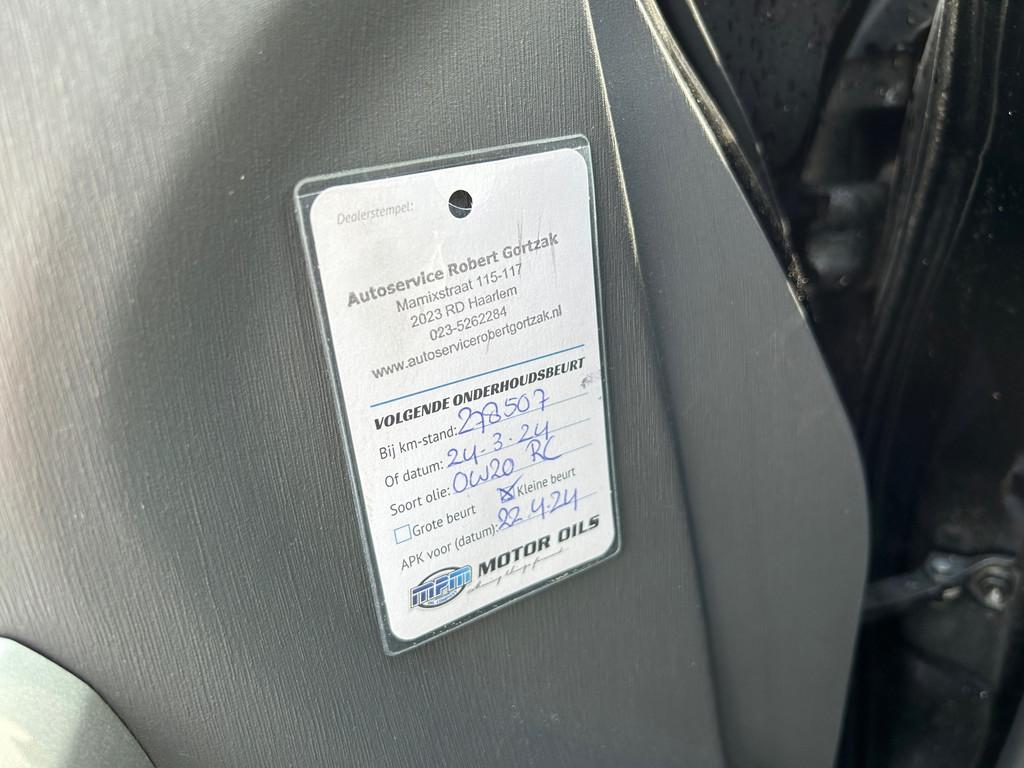 Dealerstempel:
Autoservice Robert Gortzak
Marnixstraat 115-117
2023 RD Haarlem
023-5262284
www.autoservicerobertgortzak.nl
VOLGENDE ONDERHOUDSBEURT
Bij km-stand: 278507
Of datum: 24-3-24
Soort olie: 0W20 RC
Grote beurt Kleine beurt
APK voor (datum): 22.4.24
MPM MOTOR OILS